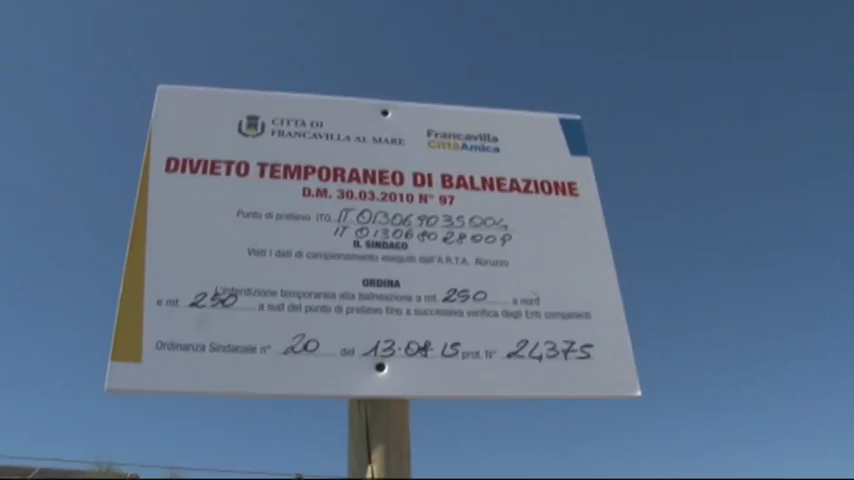 CITTÀ DI
FRANCAVILLA AL MARE
Francavilla
CittàAmica
DIVIETO TEMPORANEO DI BALNEAZIONE
D.M. 30.03.2010 N° 97
Punto di prelievo ITO IT013069035004
IT013068028009
IL SINDACO
Visti i dati di campionamento eseguiti dall'A.R.T.A. Abruzzo
ORDINA
L'interdizione temporanea alla balneazione a mt. 250 a nord
e mt. 250 a sud del punto di prelievo fino a successiva verifica degli Enti competenti
Ordinanza Sindacale n° 20 del 13.08.15 prot. N° 24375